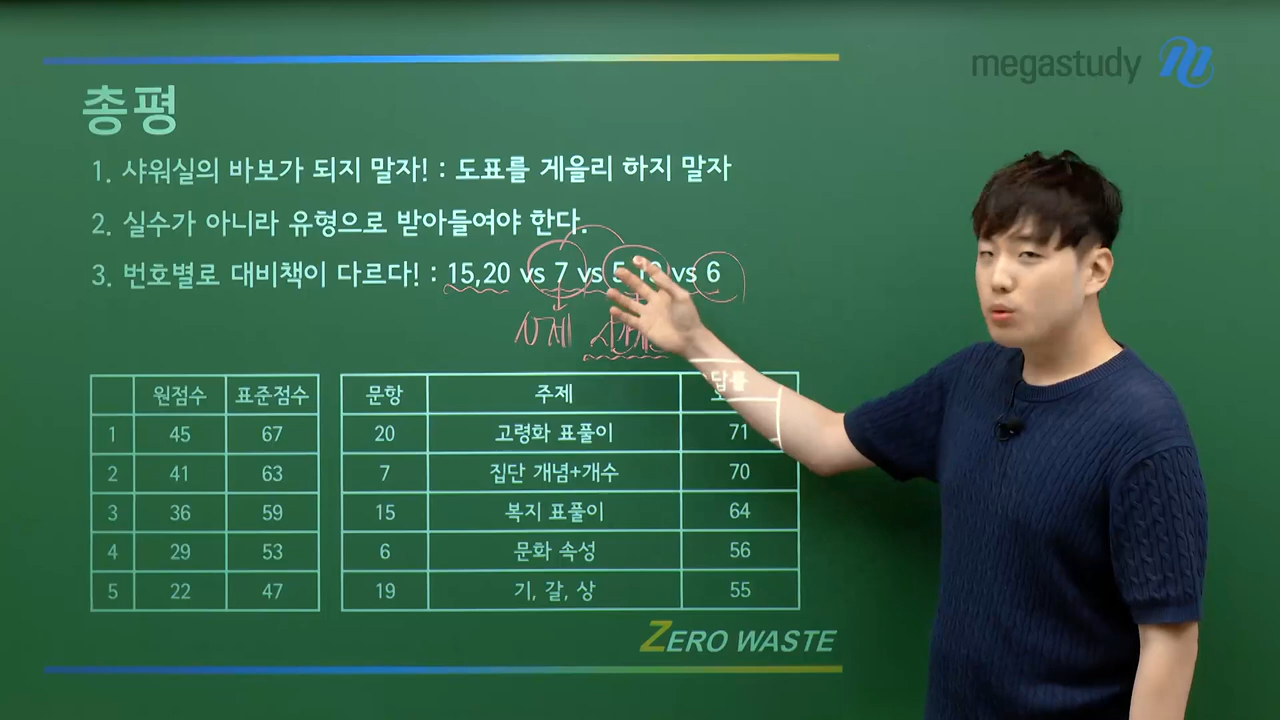 megastudy
총평
1. 샤워실의 바보가 되지 말자! : 도표를 게을리 하지 말자
2. 실수가 아니라 유형으로 받아들여야 한다.
3. 번호별로 대비책이 다르다! : 15,20 vs 7 vs 5, vs 6
원점수 표준점수
1 45 67
2 41 63
3 36 59
4 29 53
5 22 47
문항 주제 답률
20 고령화 표풀이 71
7 집단 개념+개수 70
15 복지 표풀이 64
6 문화 속성 56
19 기, 갈, 상 55
ZERO WASTE